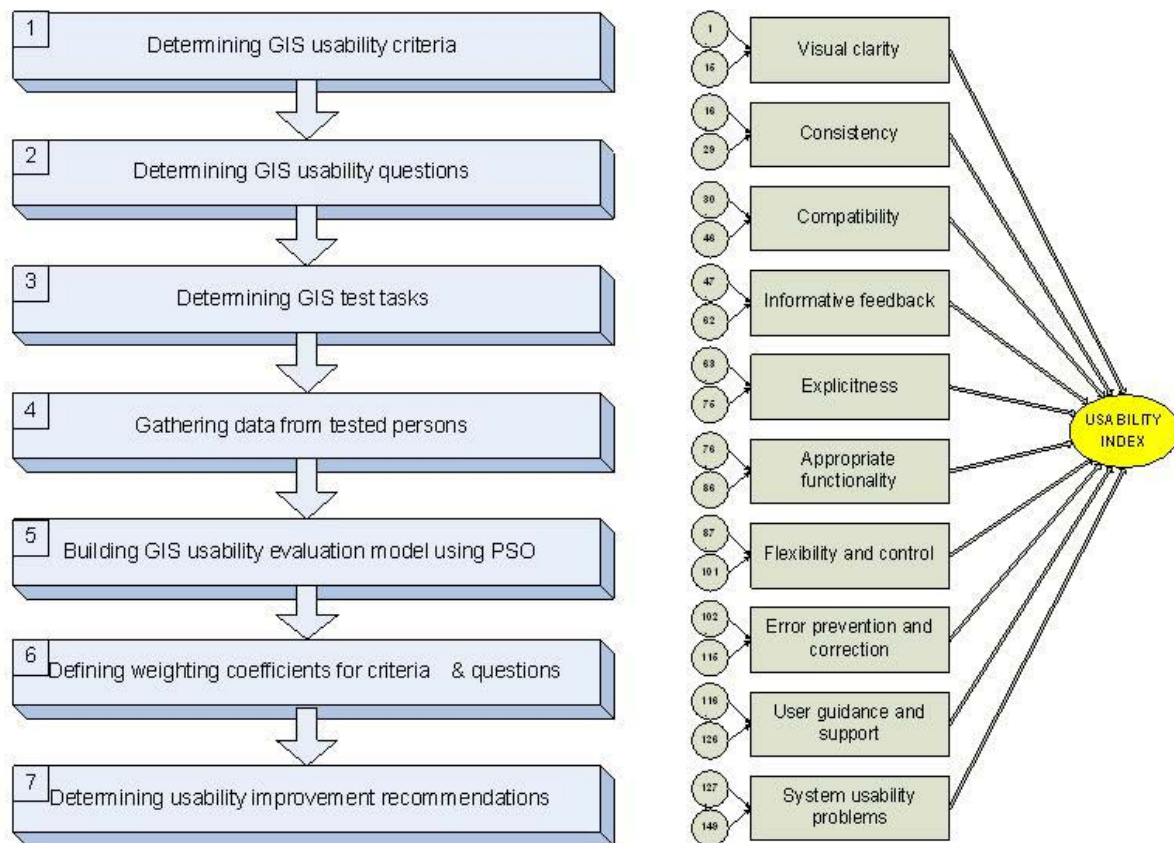 1
Determining GIS usability criteria
2
Determining GIS usability questions
3
Determining GIS test tasks
4
Gathering data from tested persons
5
Building GIS usability evaluation model using PSO
6
Defining weighting coefficients for criteria & questions
7
Determining usability improvement recommendations
1
15
Visual clarity
16
29
Consistency
30
46
Compatibility
47
62
Informative feedback
63
75
Explicitness
76
86
Appropriate
functionality
87
101
Flexibility and control
102
115
Error prevention and
correction
116
126
User guidance and
support
127
149
System usability
problems
USABILITY
INDEX